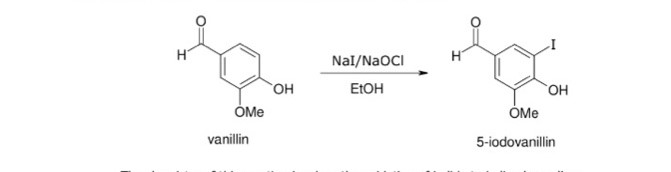 O
H
OH
OMe
vanillin
NaI/NaOCl
EtOH
O
H
I
OH
OMe
5-iodovanillin